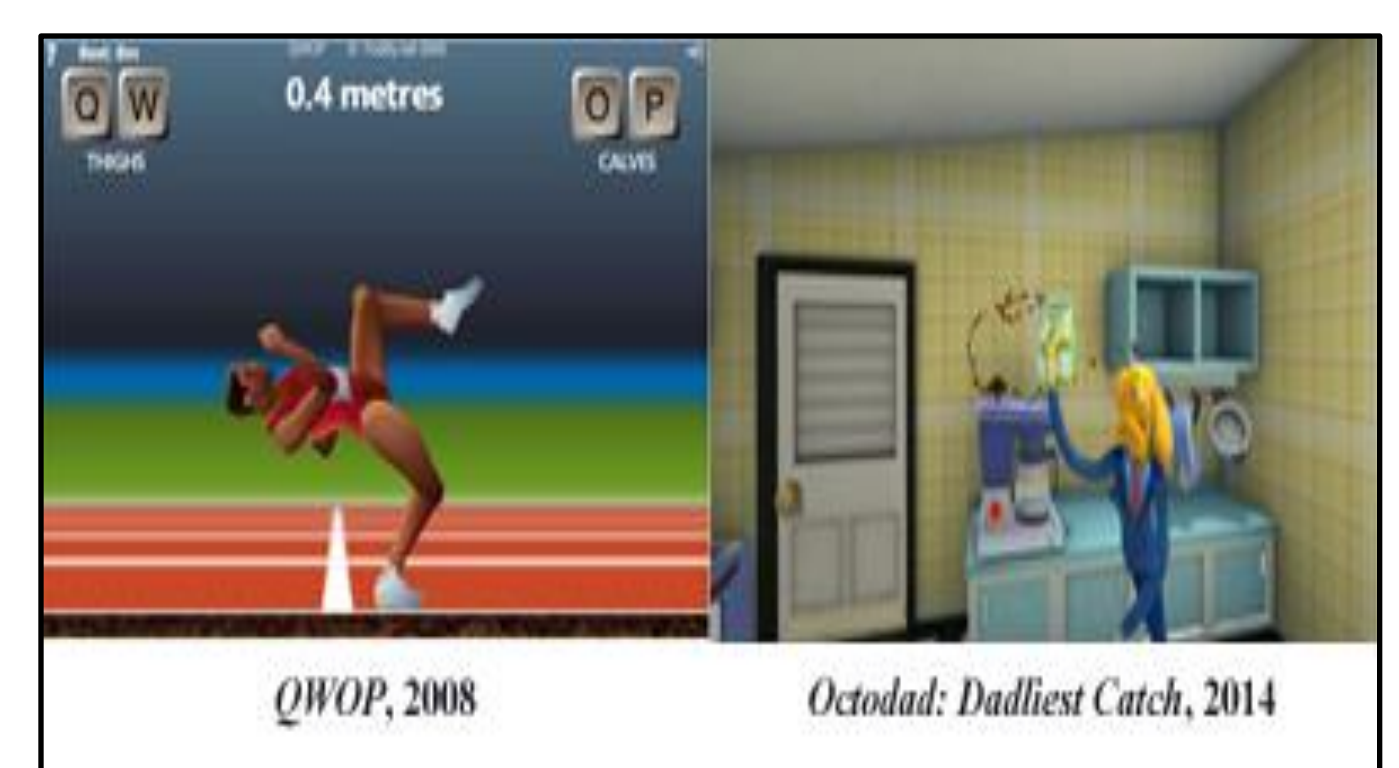 Q W
0.4 metres
O P
THIGHS
CALVES
QWOP, 2008
Octodad: Dadliest Catch, 2014